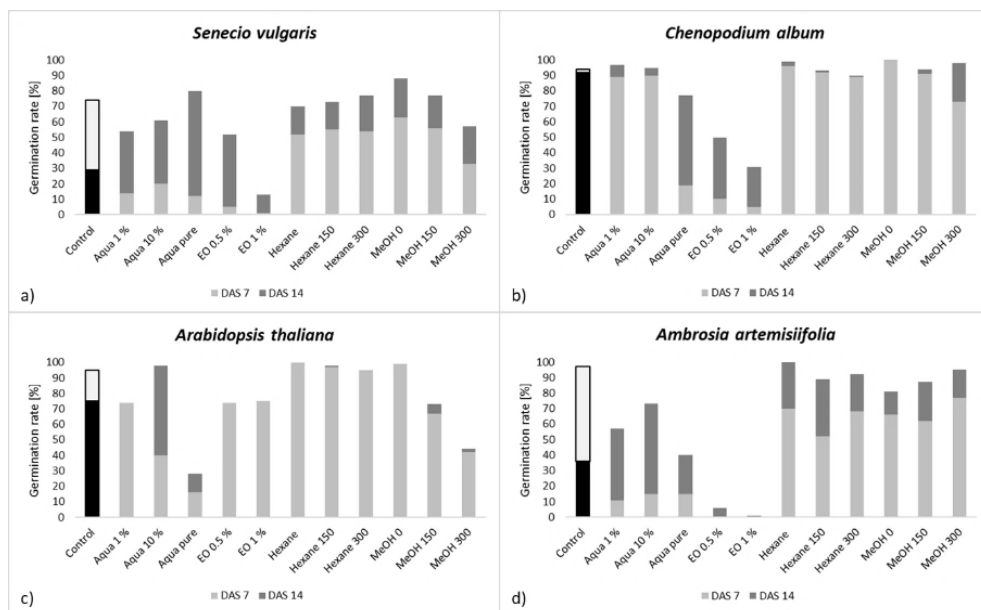 Senecio vulgaris
Germination rate [%]
100
90
80
70
60
50
40
30
20
10
0
Control
Aqua 1 %
Aqua 10 %
Aqua pure
EO 0.5 %
EO 1 %
Hexane
Hexane 150
Hexane 300
MeOH 0
MeOH 150
MeOH 300
a)
DAS 7 DAS 14
Chenopodium album
Germination rate [%]
100
90
80
70
60
50
40
30
20
10
0
Control
Aqua 1 %
Aqua 10 %
Aqua pure
EO 0.5 %
EO 1 %
Hexane
Hexane 150
Hexane 300
MeOH 0
MeOH 150
MeOH 300
b)
DAS 7 DAS 14
Arabidopsis thaliana
Germination rate [%]
100
90
80
70
60
50
40
30
20
10
0
Control
Aqua 1 %
Aqua 10 %
Aqua pure
EO 0.5 %
EO 1 %
Hexane
Hexane 150
Hexane 300
MeOH 0
MeOH 150
MeOH 300
c)
DAS 7 DAS 14
Ambrosia artemisiifolia
Germination rate [%]
100
90
80
70
60
50
40
30
20
10
0
Control
Aqua 1 %
Aqua 10 %
Aqua pure
EO 0.5 %
EO 1 %
Hexane
Hexane 150
Hexane 300
MeOH 0
MeOH 150
MeOH 300
d)
DAS 7 DAS 14